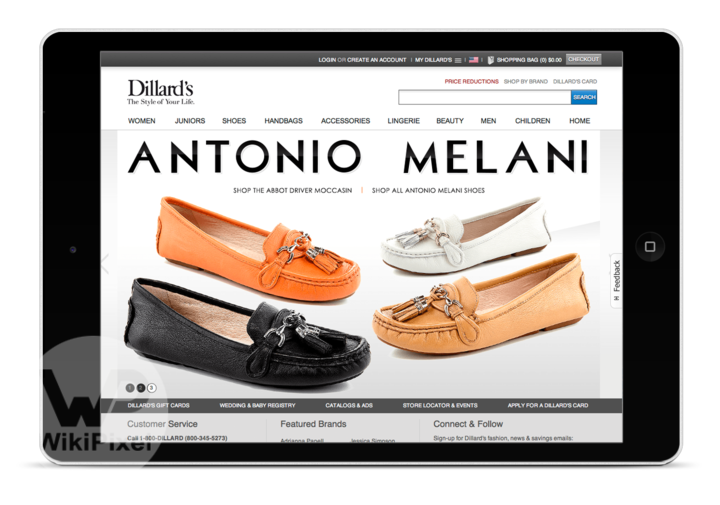 LOGIN OR CREATE AN ACCOUNT | MY DILLARD'S | | SHOPPING BAG (0) $0.00 CHECKOUT
PRICE REDUCTIONS SHOP BY BRAND DILLARD'S CARD
Dillard's
The Style of Your Life.
SEARCH
WOMEN JUNIORS SHOES HANDBAGS ACCESSORIES LINGERIE BEAUTY MEN CHILDREN HOME
ANTONIO MELANI
SHOP THE ABBOT DRIVER MOCCASIN | SHOP ALL ANTONIO MELANI SHOES
Feedback
1 2 3
DILLARD'S GIFT CARDS WEDDING & BABY REGISTRY CATALOGS & ADS STORE LOCATOR & EVENTS APPLY FOR A DILLARD'S CARD
Customer Service Featured Brands Connect & Follow
Call 1-800-DILLARD (800-345-5273) Adrianna Papell Jessica Simpson Sign-up for Dillard's fashion, news & savings emails:
WP
WikiPixel